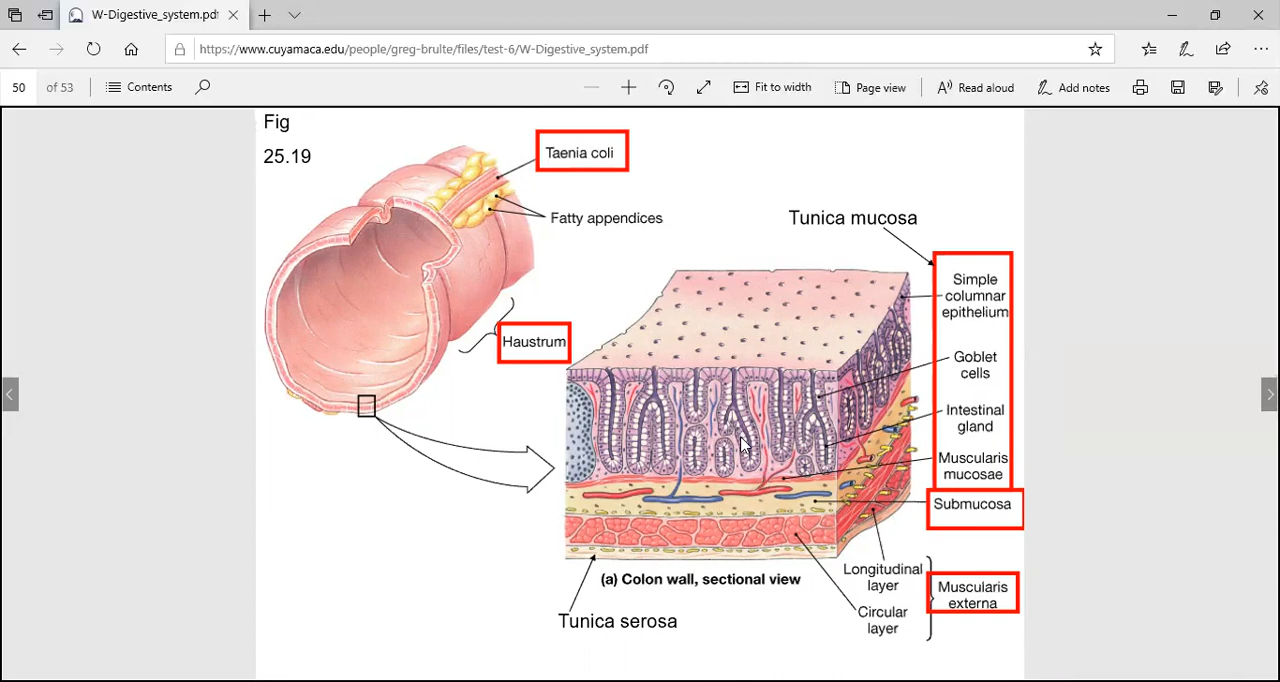 W-Digestive_system.pdf
https://www.cuyamaca.edu/people/greg-brulte/files/test-6/W-Digestive_system.pdf
50 of 53
Contents
Fit to width
Page view
Read aloud
Add notes
Fig
25.19
Taenia coli
Fatty appendices
Haustrum
Tunica mucosa
Simple
columnar
epithelium
Goblet
cells
Intestinal
gland
Muscularis
mucosae
Submucosa
Longitudinal
layer
Circular
layer
Muscularis
externa
(a) Colon wall, sectional view
Tunica serosa